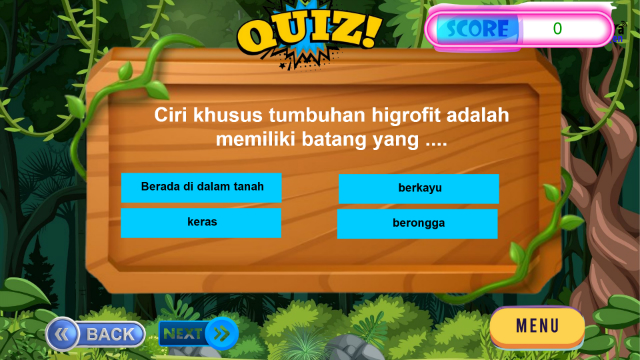 QUIZ!
SCORE 0
Ciri khusus tumbuhan higrofit adalah
memiliki batang yang ....
Berada di dalam tanah
berkayu
keras
berongga
BACK
NEXT
MENU